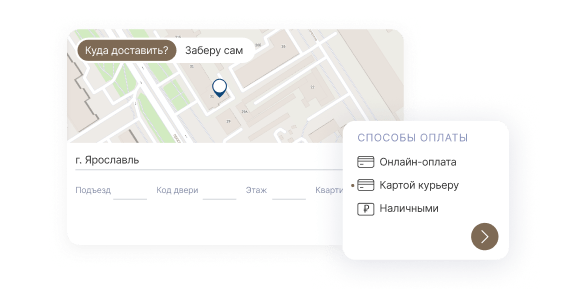 Куда доставить?
Заберу сам
г. Ярославль
Подъезд
Код двери
Этаж
Кварти
СПОСОБЫ ОПЛАТЫ
Онлайн-оплата
Картой курьеру
Наличными